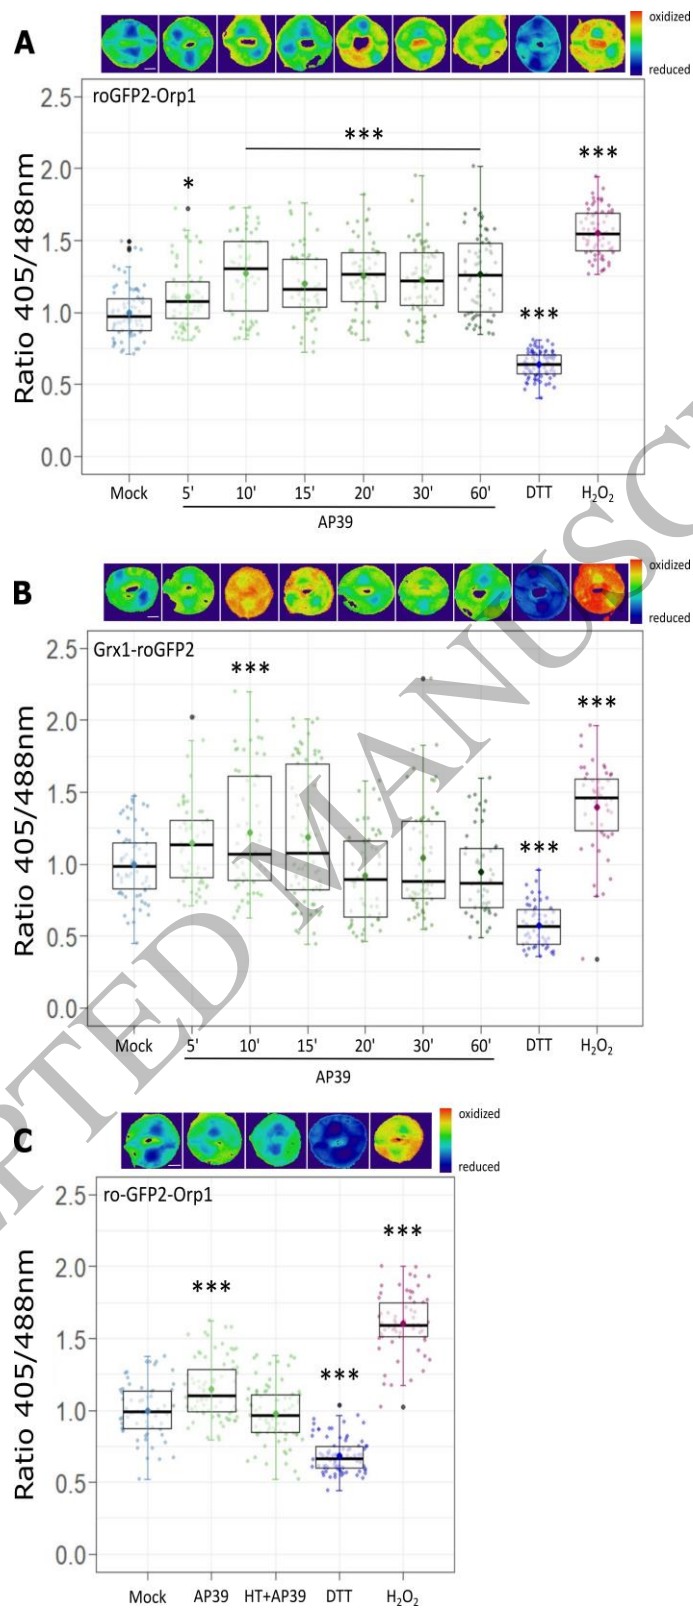 A
oxidized
reduced
roGFP2-Orp1
***
*
***
***
2.5
2.0
1.5
1.0
0.5
0.0
Ratio 405/488nm
Mock 5' 10' 15' 20' 30' 60' DTT H₂O₂
AP39
B
oxidized
reduced
Grx1-roGFP2
***
***
***
2.5
2.0
1.5
1.0
0.5
0.0
Ratio 405/488nm
Mock 5' 10' 15' 20' 30' 60' DTT H₂O₂
AP39
C
oxidized
reduced
ro-GFP2-Orp1
***
***
***
2.5
2.0
1.5
1.0
0.5
0.0
Ratio 405/488nm
Mock AP39 HT+AP39 DTT H₂O₂
PTED MANUSC